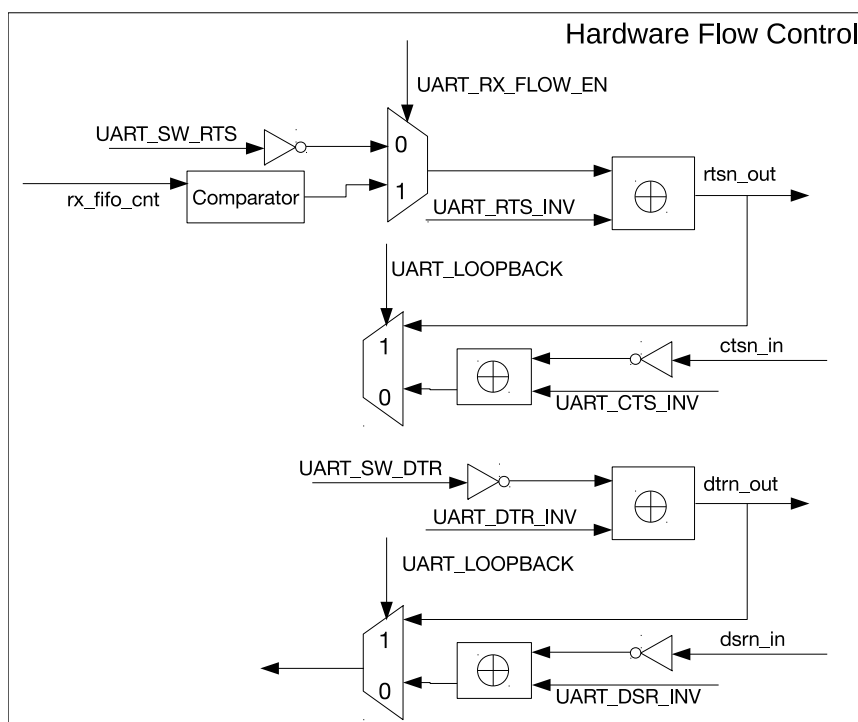 Hardware Flow Control
UART_RX_FLOW_EN
UART_SW_RTS
0
rx_fifo_cnt
Comparator
1
rtsn_out
UART_RTS_INV
UART_LOOPBACK
1
ctsn_in
0
UART_CTS_INV
UART_SW_DTR
dtrn_out
UART_DTR_INV
UART_LOOPBACK
1
dsrn_in
0
UART_DSR_INV